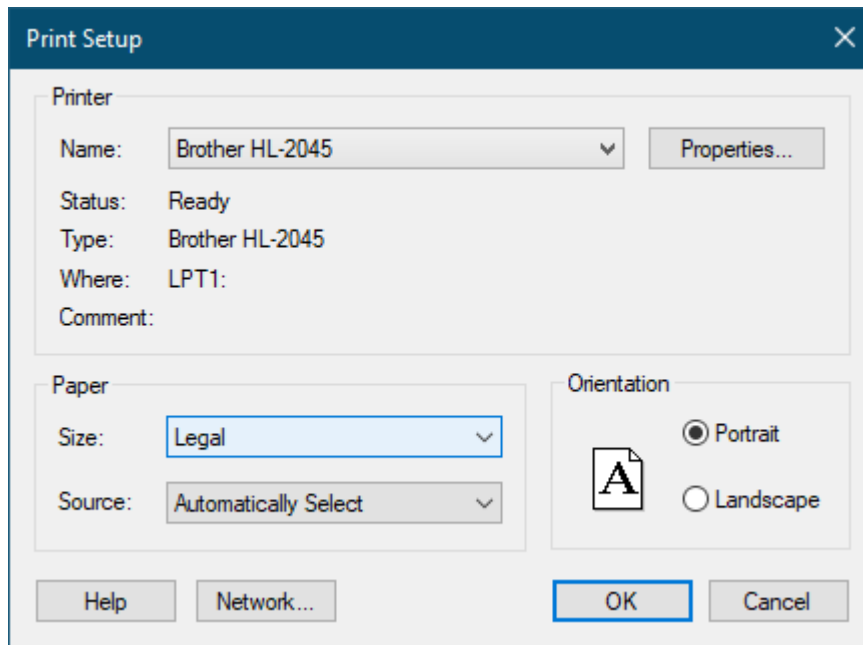 Print Setup
Printer
Name: Brother HL-2045 Properties...
Status: Ready
Type: Brother HL-2045
Where: LPT1:
Comment:
Paper
Size: Legal
Source: Automatically Select
Orientation
A
Portrait
Landscape
Help Network... OK Cancel